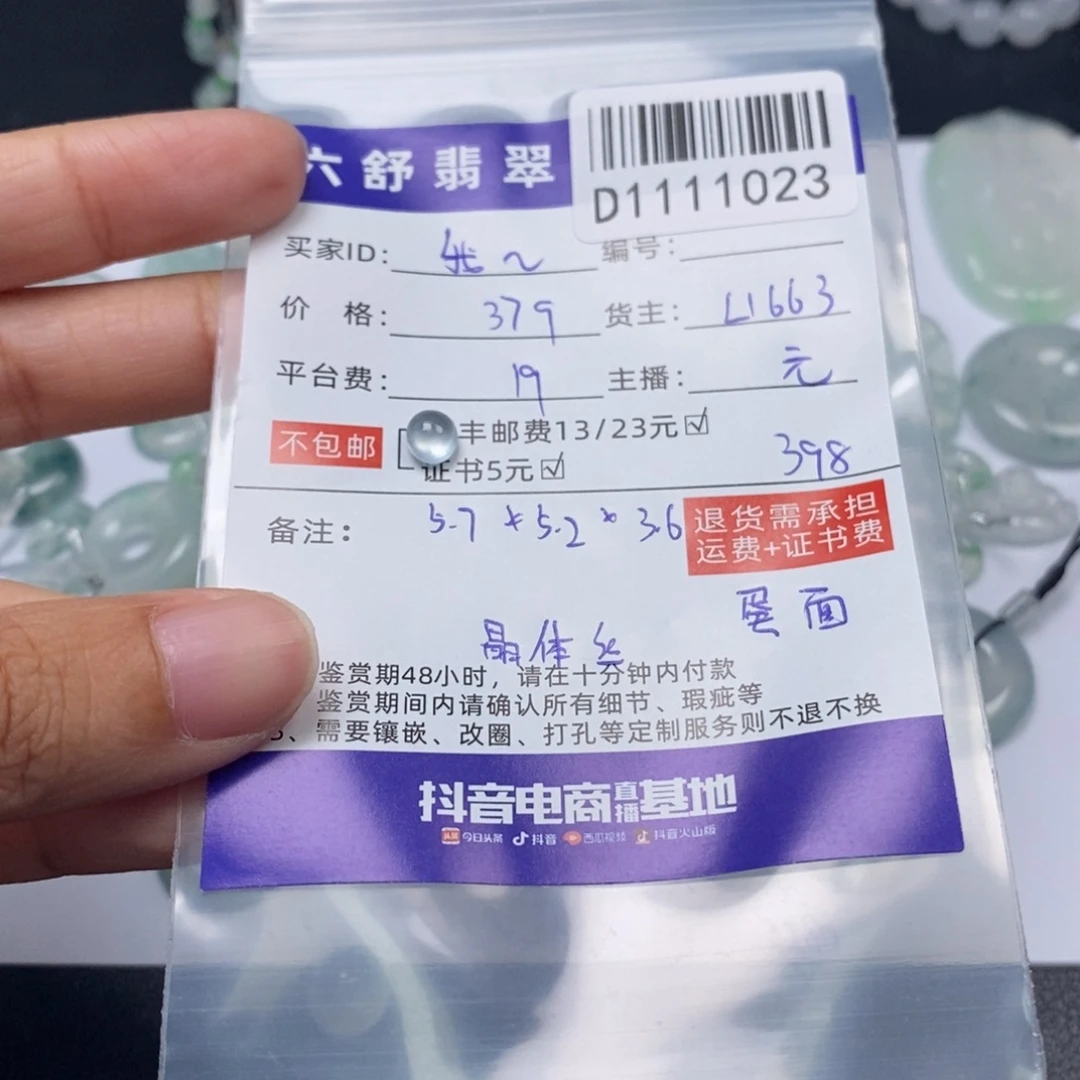 六舒翡翠
D1111023
买家ID: 编号:
价 格: 379 货主: L1663
平台费: 19 主播: 元
不包邮 丰邮费13/23元☑
证书5元☑ 398
备注: 5.7 * 5.2 * 3.6
退货需承担
运费+证书费
蛋面
晶体
鉴赏期48小时，请在十分钟内付款
鉴赏期间内请确认所有细节、瑕疵等
3、需要镶嵌、改圈、打孔等定制服务则不退不换
抖音电商直播基地
头条 今日头条 抖音 西瓜视频 抖音火山版